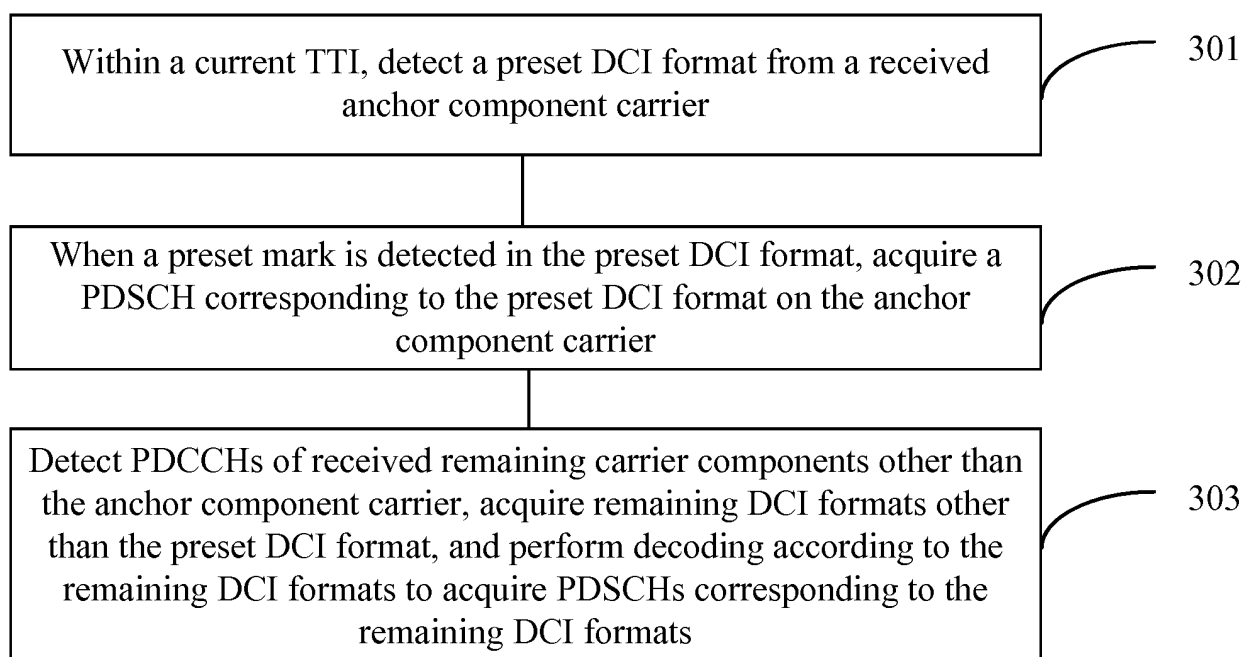 Within a current TTI, detect a preset DCI format from a received
anchor component carrier
301
When a preset mark is detected in the preset DCI format, acquire a
PDSCH corresponding to the preset DCI format on the anchor
component carrier
302
Detect PDCCHs of received remaining carrier components other than
the anchor component carrier, acquire remaining DCI formats other
than the preset DCI format, and perform decoding according to the
remaining DCI formats to acquire PDSCHs corresponding to the
remaining DCI formats
303